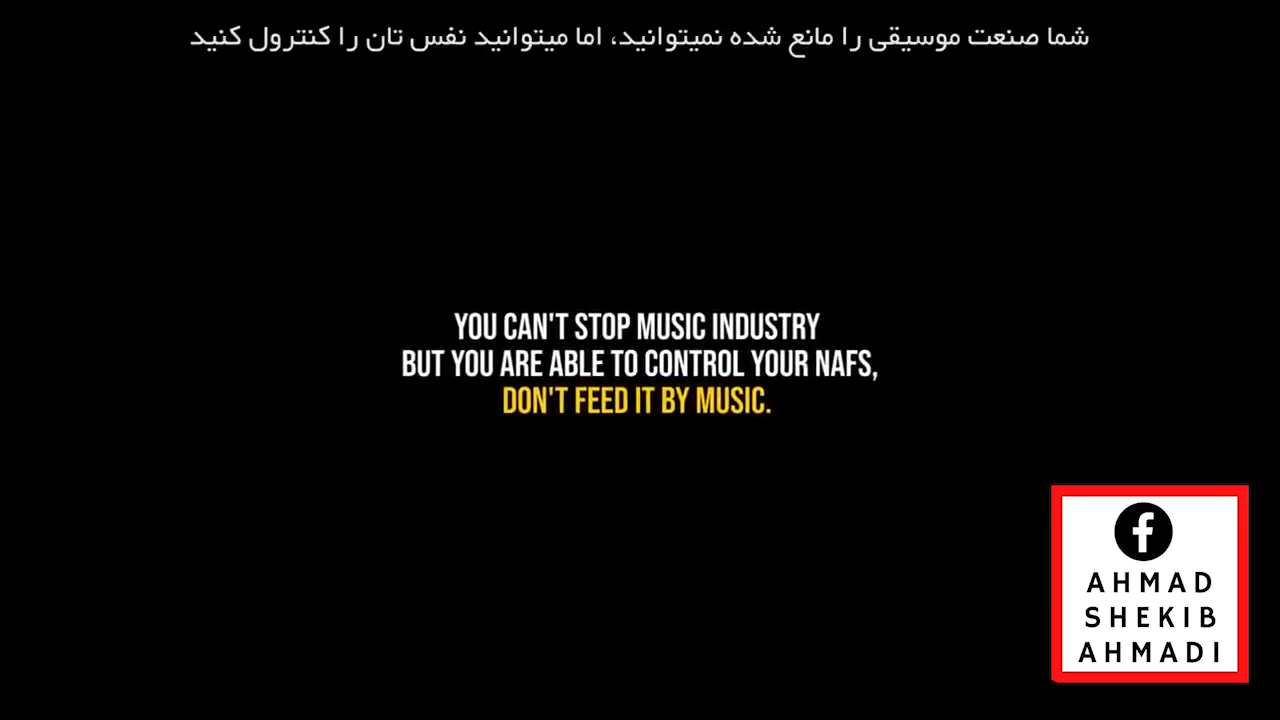 شما صنعت موسیقی را مانع شده نمیتوانید، اما میتوانید نفس تان را کنترول کنید
YOU CAN'T STOP MUSIC INDUSTRY
BUT YOU ARE ABLE TO CONTROL YOUR NAFS,
DON'T FEED IT BY MUSIC.
AHMAD
SHEKIB
AHMADI